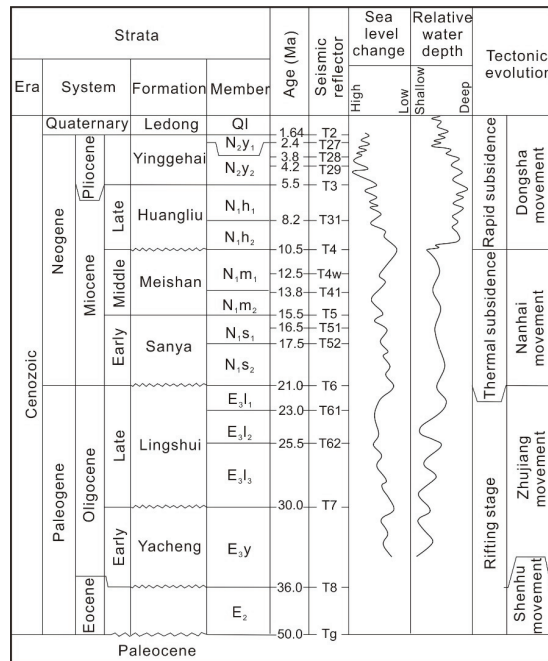 Strata
Age (Ma)
Seismic reflector
Sea level change
High
Low
Relative water depth
Shallow
Deep
Tectonic evolution
Era
System
Formation
Member
Cenozoic
Quaternary
Ledong
Ql
1.64
T2
Neogene
Pliocene
Yinggehai
N₂y₁
2.4
T27
3.8
T28
N₂y₂
4.2
T29
5.5
T3
Miocene
Late
Huangliu
N₁h₁
8.2
T31
N₁h₂
10.5
T4
Rapid subsidence
Dongsha movement
Middle
Meishan
N₁m₁
12.5
T4w
13.8
T41
N₁m₂
15.5
T5
Early
Sanya
N₁s₁
16.5
T51
17.5
T52
N₁s₂
21.0
T6
Thermal subsidence
Nanhai movement
Paleogene
Oligocene
Late
Lingshui
E₃l₁
23.0
T61
E₃l₂
25.5
T62
E₃l₃
30.0
T7
Early
Yacheng
E₃y
36.0
T8
Rifting stage
Zhujiang movement
Eocene
E₂
50.0
Tg
Shenhu movement
Paleocene